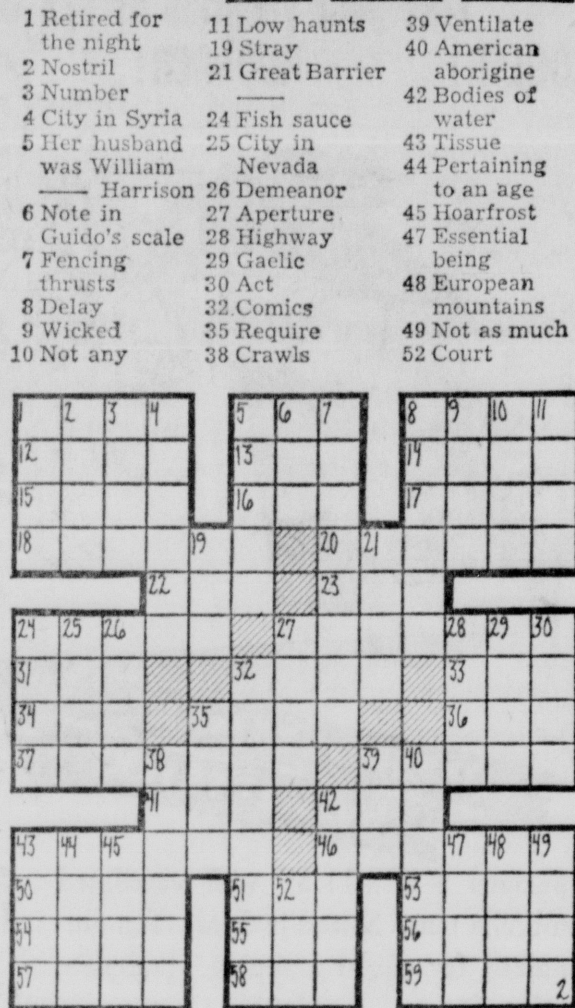 1 Retired for
the night
2 Nostril
3 Number
4 City in Syria
5 Her husband
was William
—— Harrison
6 Note in
Guido's scale
7 Fencing
thrusts
8 Delay
9 Wicked
10 Not any
11 Low haunts
19 Stray
21 Great Barrier
——
24 Fish sauce
25 City in
Nevada
26 Demeanor
27 Aperture
28 Highway
29 Gaelic
30 Act
32 Comics
35 Require
38 Crawls
39 Ventilate
40 American
aborigine
42 Bodies of
water
43 Tissue
44 Pertaining
to an age
45 Hoarfrost
47 Essential
being
48 European
mountains
49 Not as much
52 Court
1 2 3 4 5 6 7 8 9 10 11
12 13 14
15 16 17
18 19 20 21
22 23
24 25 26 27 28 29 30
31 32 33
34 35 36
37 38 39 40
41 42
43 44 45 46 47 48 49
50 51 52 53
54 55 56
57 58 59
2